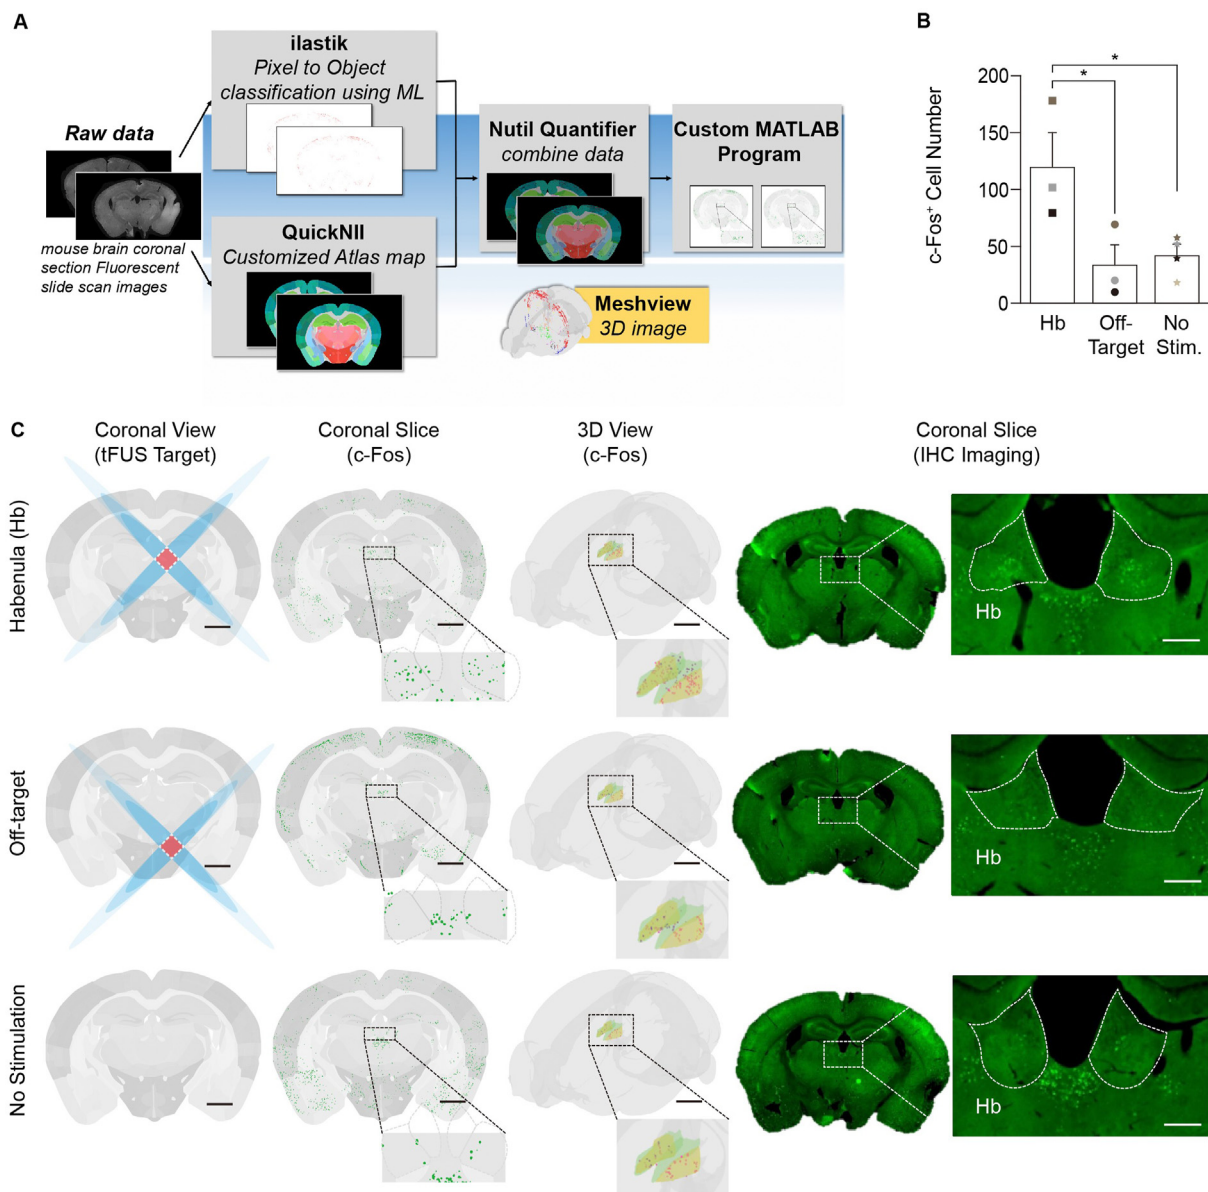 A
ilastik
Pixel to Object
classification using ML
Raw data
mouse brain coronal
section Fluorescent
slide scan images
QuickNII
Customized Atlas map
Nutil Quantifier
combine data
Custom MATLAB
Program
Meshview
3D image
B
c-Fos⁺ Cell Number
200
150
100
50
0
*
*
Hb
Off-
Target
No
Stim.
C
Coronal View
(tFUS Target)
Coronal Slice
(c-Fos)
3D View
(c-Fos)
Coronal Slice
(IHC Imaging)
Habenula (Hb)
Hb
Off-target
Hb
No Stimulation
Hb